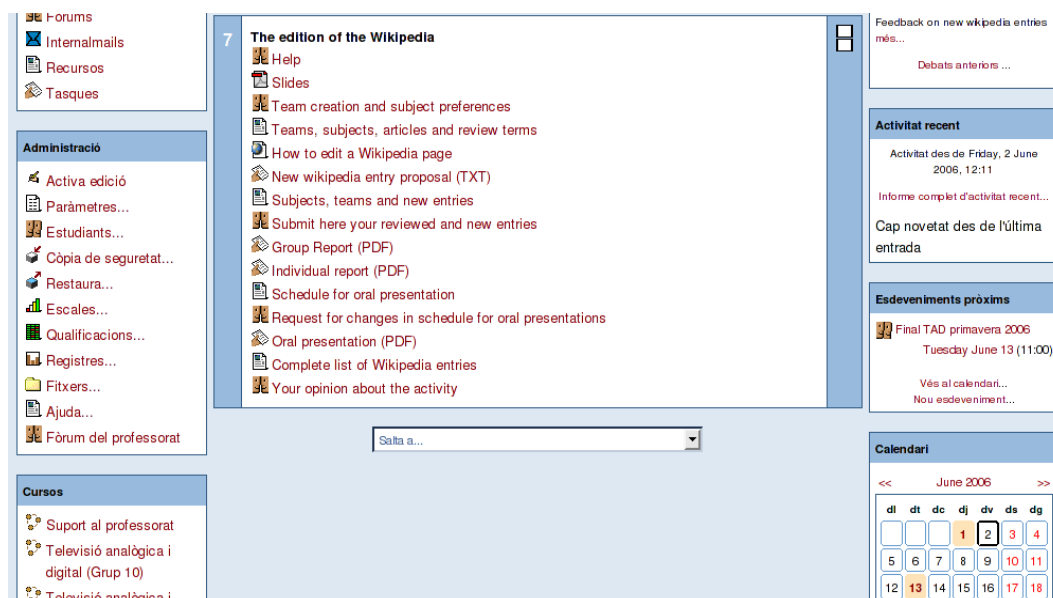 Fòrums
Internalmails
Recursos
Tasques
Administració
Activa edició
Paràmetres...
Estudiants...
Còpia de seguretat...
Restaura...
Escales...
Qualificacions...
Registres...
Fitxers...
Ajuda...
Fòrum del professorat
Cursos
Suport al professorat
Televisió analògica i
digital (Grup 10)
Televisió analògica i
7
The edition of the Wikipedia
Help
Slides
Team creation and subject preferences
Teams, subjects, articles and review terms
How to edit a Wikipedia page
New wikipedia entry proposal (TXT)
Subjects, teams and new entries
Submit here your reviewed and new entries
Group Report (PDF)
Individual report (PDF)
Schedule for oral presentation
Request for changes in schedule for oral presentations
Oral presentation (PDF)
Complete list of Wikipedia entries
Your opinion about the activity
Salta a...
Feedback on new wikipedia entries
més...
Debats anteriors ...
Activitat recent
Activitat des de Friday, 2 June
2006, 12:11
Informe complet d'activitat recent...
Cap novetat des de l'última
entrada
Esdeveniments pròxims
Final TAD primavera 2006
Tuesday June 13 (11:00)
Vés al calendari...
Nou esdeveniment...
Calendari
<< June 2006 >>
dl dt dc dj dv ds dg
1 2 3 4
5 6 7 8 9 10 11
12 13 14 15 16 17 18